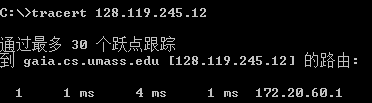 C:\>tracert 128.119.245.12
通过最多 30 个跃点跟踪
到 gaia.cs.umass.edu [128.119.245.12] 的路由:
1 1 ms 4 ms 1 ms 172.20.60.1